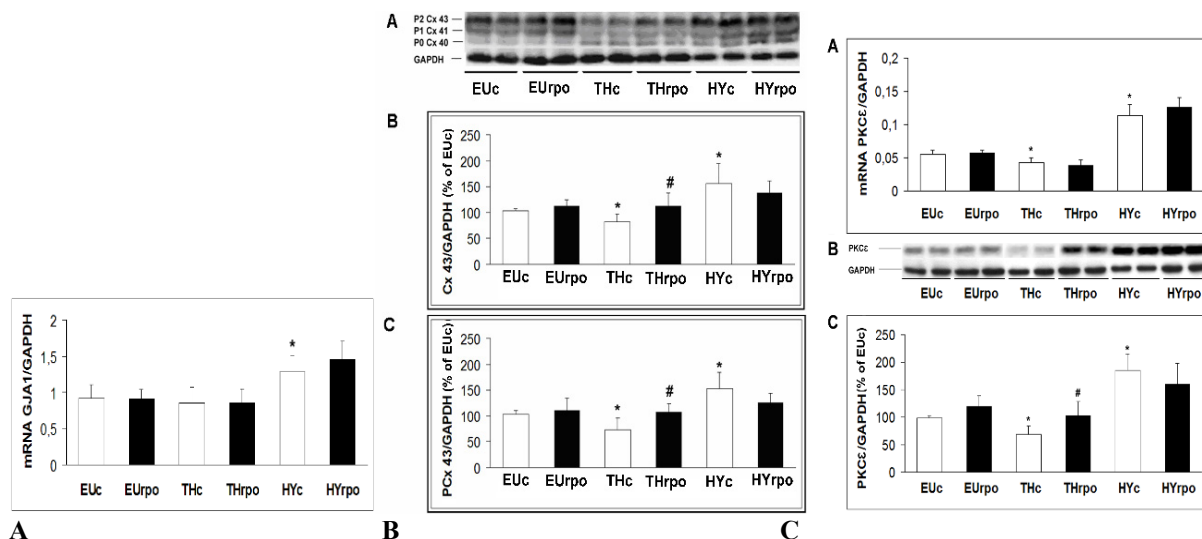 mRNA GJA1/GAPDH
2
1,5
*
1
0,5
0
EUc EUrpo THc THrpo HYc HYrpo
A
A
P2 Cx 43
P1 Cx 41
P0 Cx 40
GAPDH
EUc EUrpo THc THrpo HYc HYrpo
B
Cx 43/GAPDH (% of EUc)
250
200
150
100
50
0
* # *
EUc EUrpo THc THrpo HYc HYrpo
C
PCx 43/GAPDH (% of EUc)
250
200
150
100
50
0
* # *
EUc EUrpo THc THrpo HYc HYrpo
B
A
mRNA PKCε/GAPDH
0,2
0,15
0,1
0,05
0
* *
EUc EUrpo THc THrpo HYc HYrpo
B
PKCε
GAPDH
EUc EUrpo THc THrpo HYc HYrpo
C
PKCε/GAPDH (% of EUc)
250
200
150
100
50
0
* # *
EUc EUrpo THc THrpo HYc HYrpo
C